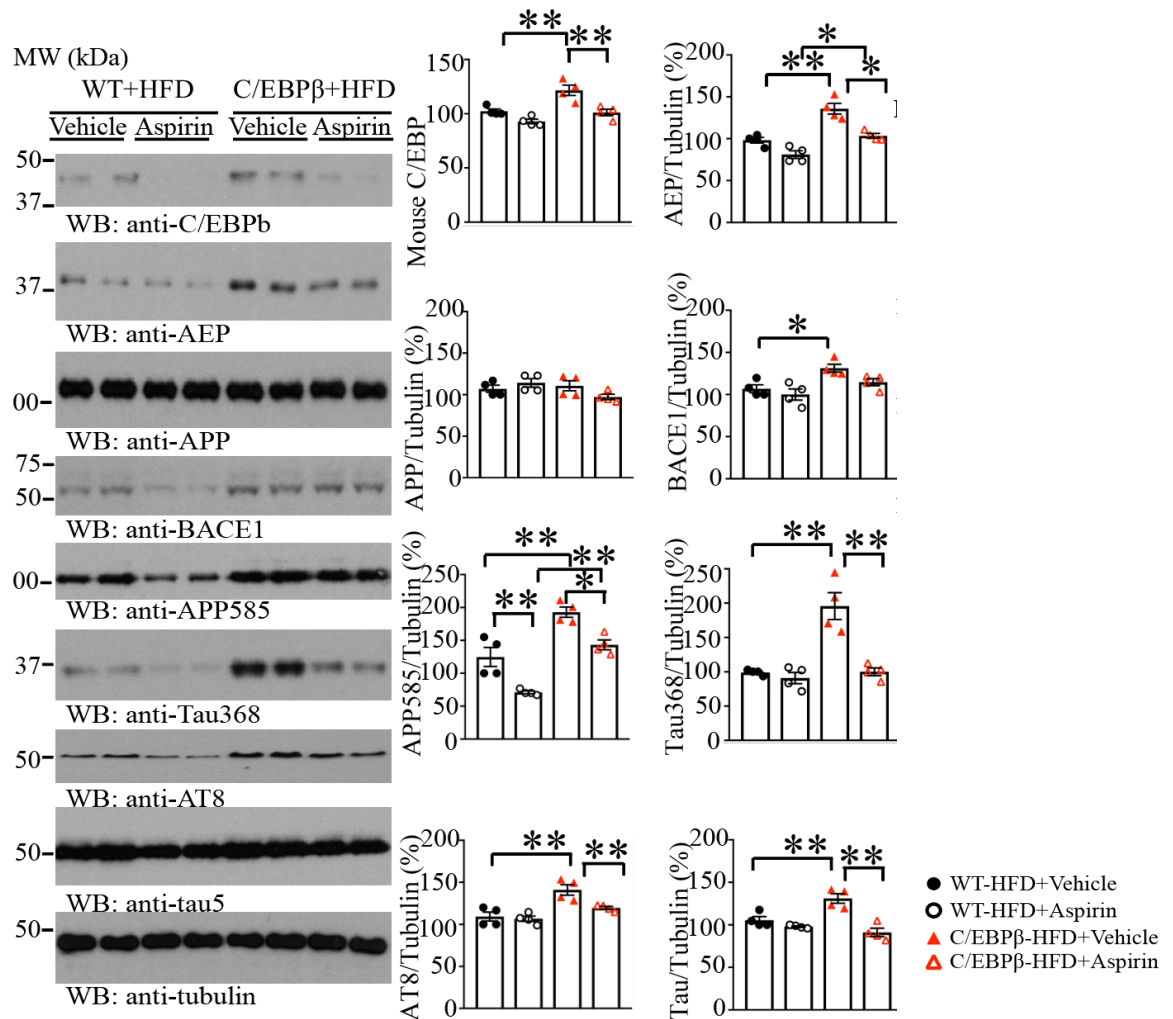 MW (kDa)
WT+HFD C/EBPβ+HFD
Vehicle Aspirin Vehicle Aspirin
50
37
WB: anti-C/EBPb
37
WB: anti-AEP
00
WB: anti-APP
75
50
WB: anti-BACE1
00
WB: anti-APP585
37
WB: anti-Tau368
50
WB: anti-AT8
50
WB: anti-tau5
50
WB: anti-tubulin
Mouse C/EBP
150
100
50
0
** **
AEP/Tubulin (%)
200
150
100
50
0
** * *
APP/Tubulin (%)
200
150
100
50
0
BACE1/Tubulin (%)
200
150
100
50
0
*
APP585/Tubulin (%)
250
200
150
100
50
0
** ** ** *
Tau368/Tubulin (%)
250
200
150
100
50
0
** **
AT8/Tubulin (%)
200
150
100
50
0
** **
Tau/Tubulin (%)
200
150
100
50
0
** **
WT-HFD+Vehicle
WT-HFD+Aspirin
C/EBPβ-HFD+Vehicle
C/EBPβ-HFD+Aspirin